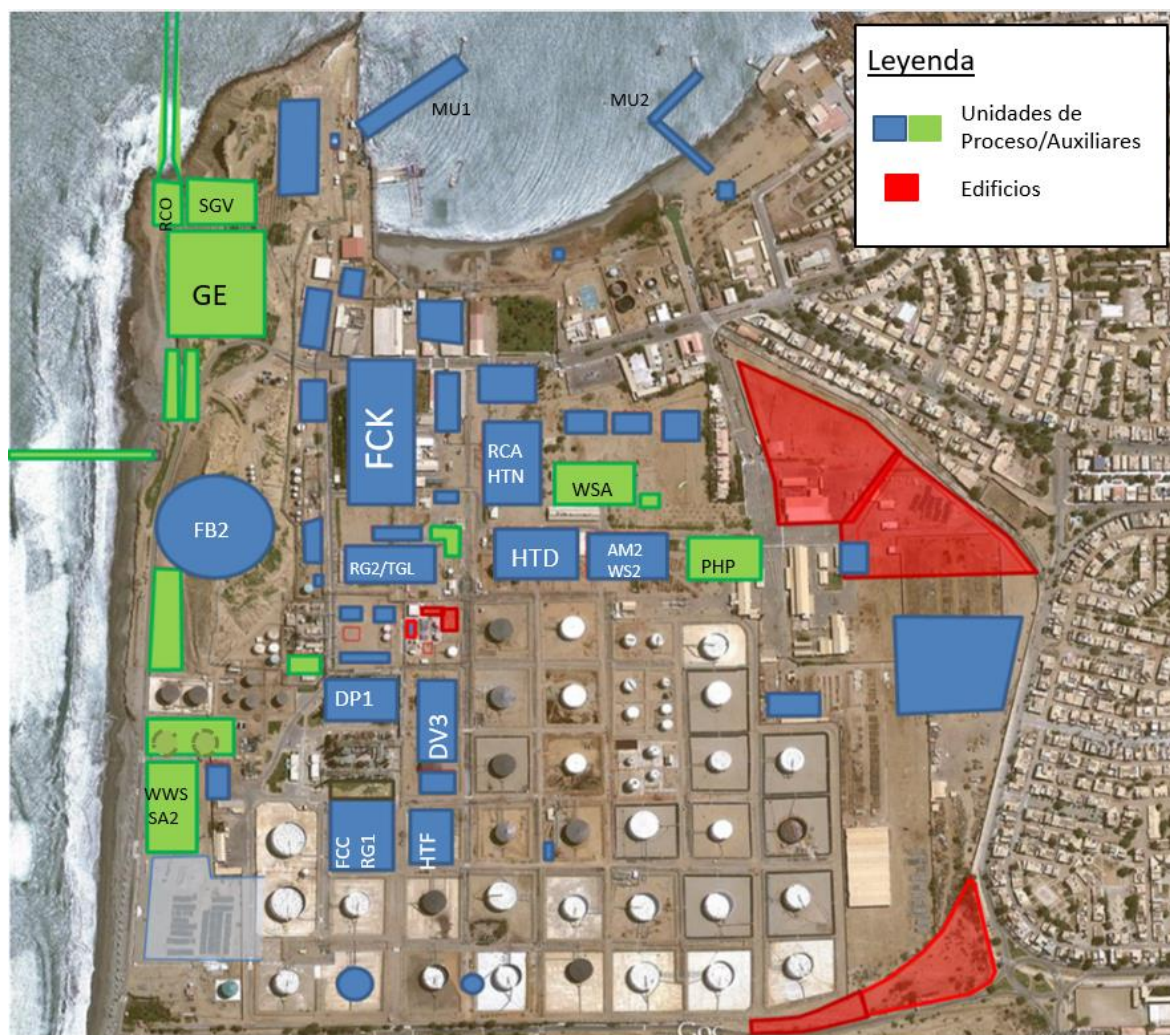 Leyenda
Unidades de
Proceso/Auxiliares
Edificios
MU1
MU2
RCO
SGV
GE
FCK
RCA
HTN
WSA
FB2
RG2/TGL
HTD
AM2
WS2
PHP
DP1
DV3
WWS
SA2
FCC
RG1
HTF
Goo